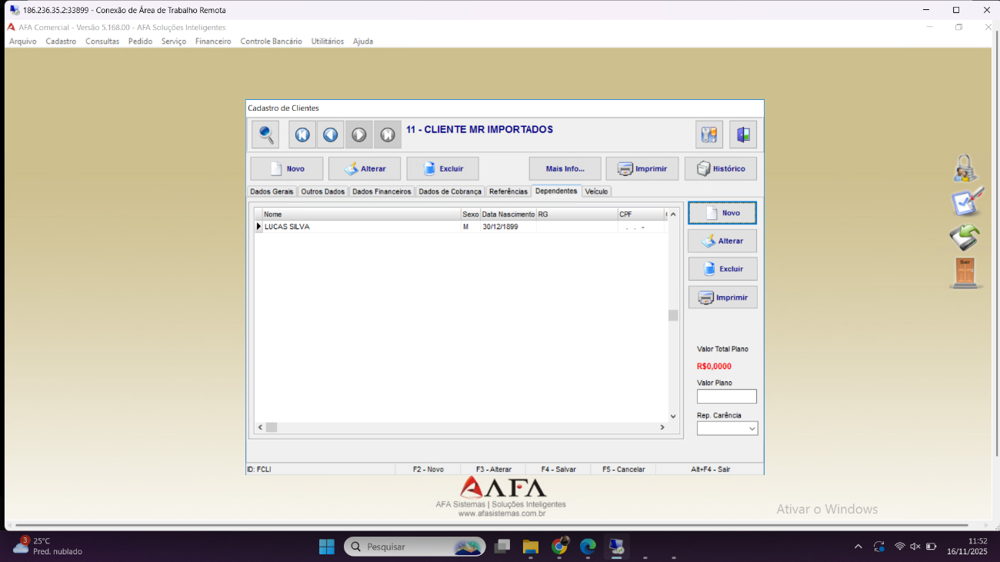 186.236.35.2:33899 - Conexão de Área de Trabalho Remota
AFA Comercial - Versão 5.168.00 - AFA Soluções Inteligentes
Arquivo Cadastro Consultas Pedido Serviço Financeiro Controle Bancário Utilitários Ajuda
Cadastro de Clientes
11 - CLIENTE MR IMPORTADOS
Novo Alterar Excluir Mais Info... Imprimir Histórico
Dados Gerais Outros Dados Dados Financeiros Dados de Cobrança Referências Dependentes Veículo
Nome Sexo Data Nascimento RG CPF
LUCAS SILVA M 30/12/1899 . . -
Novo
Alterar
Excluir
Imprimir
Valor Total Plano
R$0,0000
Valor Plano
Rep. Carência
ID: FCLI F2 - Novo F3 - Alterar F4 - Salvar F5 - Cancelar Alt+F4 - Sair
Sair
AFA
AFA Sistemas | Soluções Inteligentes
www.afasistemas.com.br
Ativar o Windows
3
25°C
Pred. nublado
Pesquisar
11:52
16/11/2025